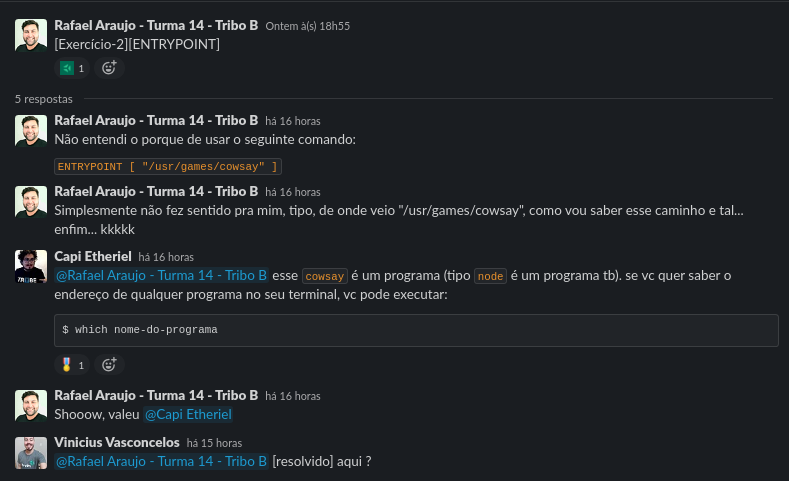 Rafael Araujo - Turma 14 - Tribo B Ontem à(s) 18h55
[Exercício-2][ENTRYPOINT]
1
5 respostas
Rafael Araujo - Turma 14 - Tribo B há 16 horas
Não entendi o porque de usar o seguinte comando:
ENTRYPOINT [ "/usr/games/cowsay" ]
Rafael Araujo - Turma 14 - Tribo B há 16 horas
Simplesmente não fez sentido pra mim, tipo, de onde veio "/usr/games/cowsay", como vou saber esse caminho e tal...
enfim... kkkkk
Capi Etheriel há 16 horas
@Rafael Araujo - Turma 14 - Tribo B esse cowsay é um programa (tipo node é um programa tb). se vc quer saber o
endereço de qualquer programa no seu terminal, vc pode executar:
$ which nome-do-programa
1
Rafael Araujo - Turma 14 - Tribo B há 16 horas
Shooow, valeu @Capi Etheriel
Vinicius Vasconcelos há 15 horas
@Rafael Araujo - Turma 14 - Tribo B [resolvido] aqui ?